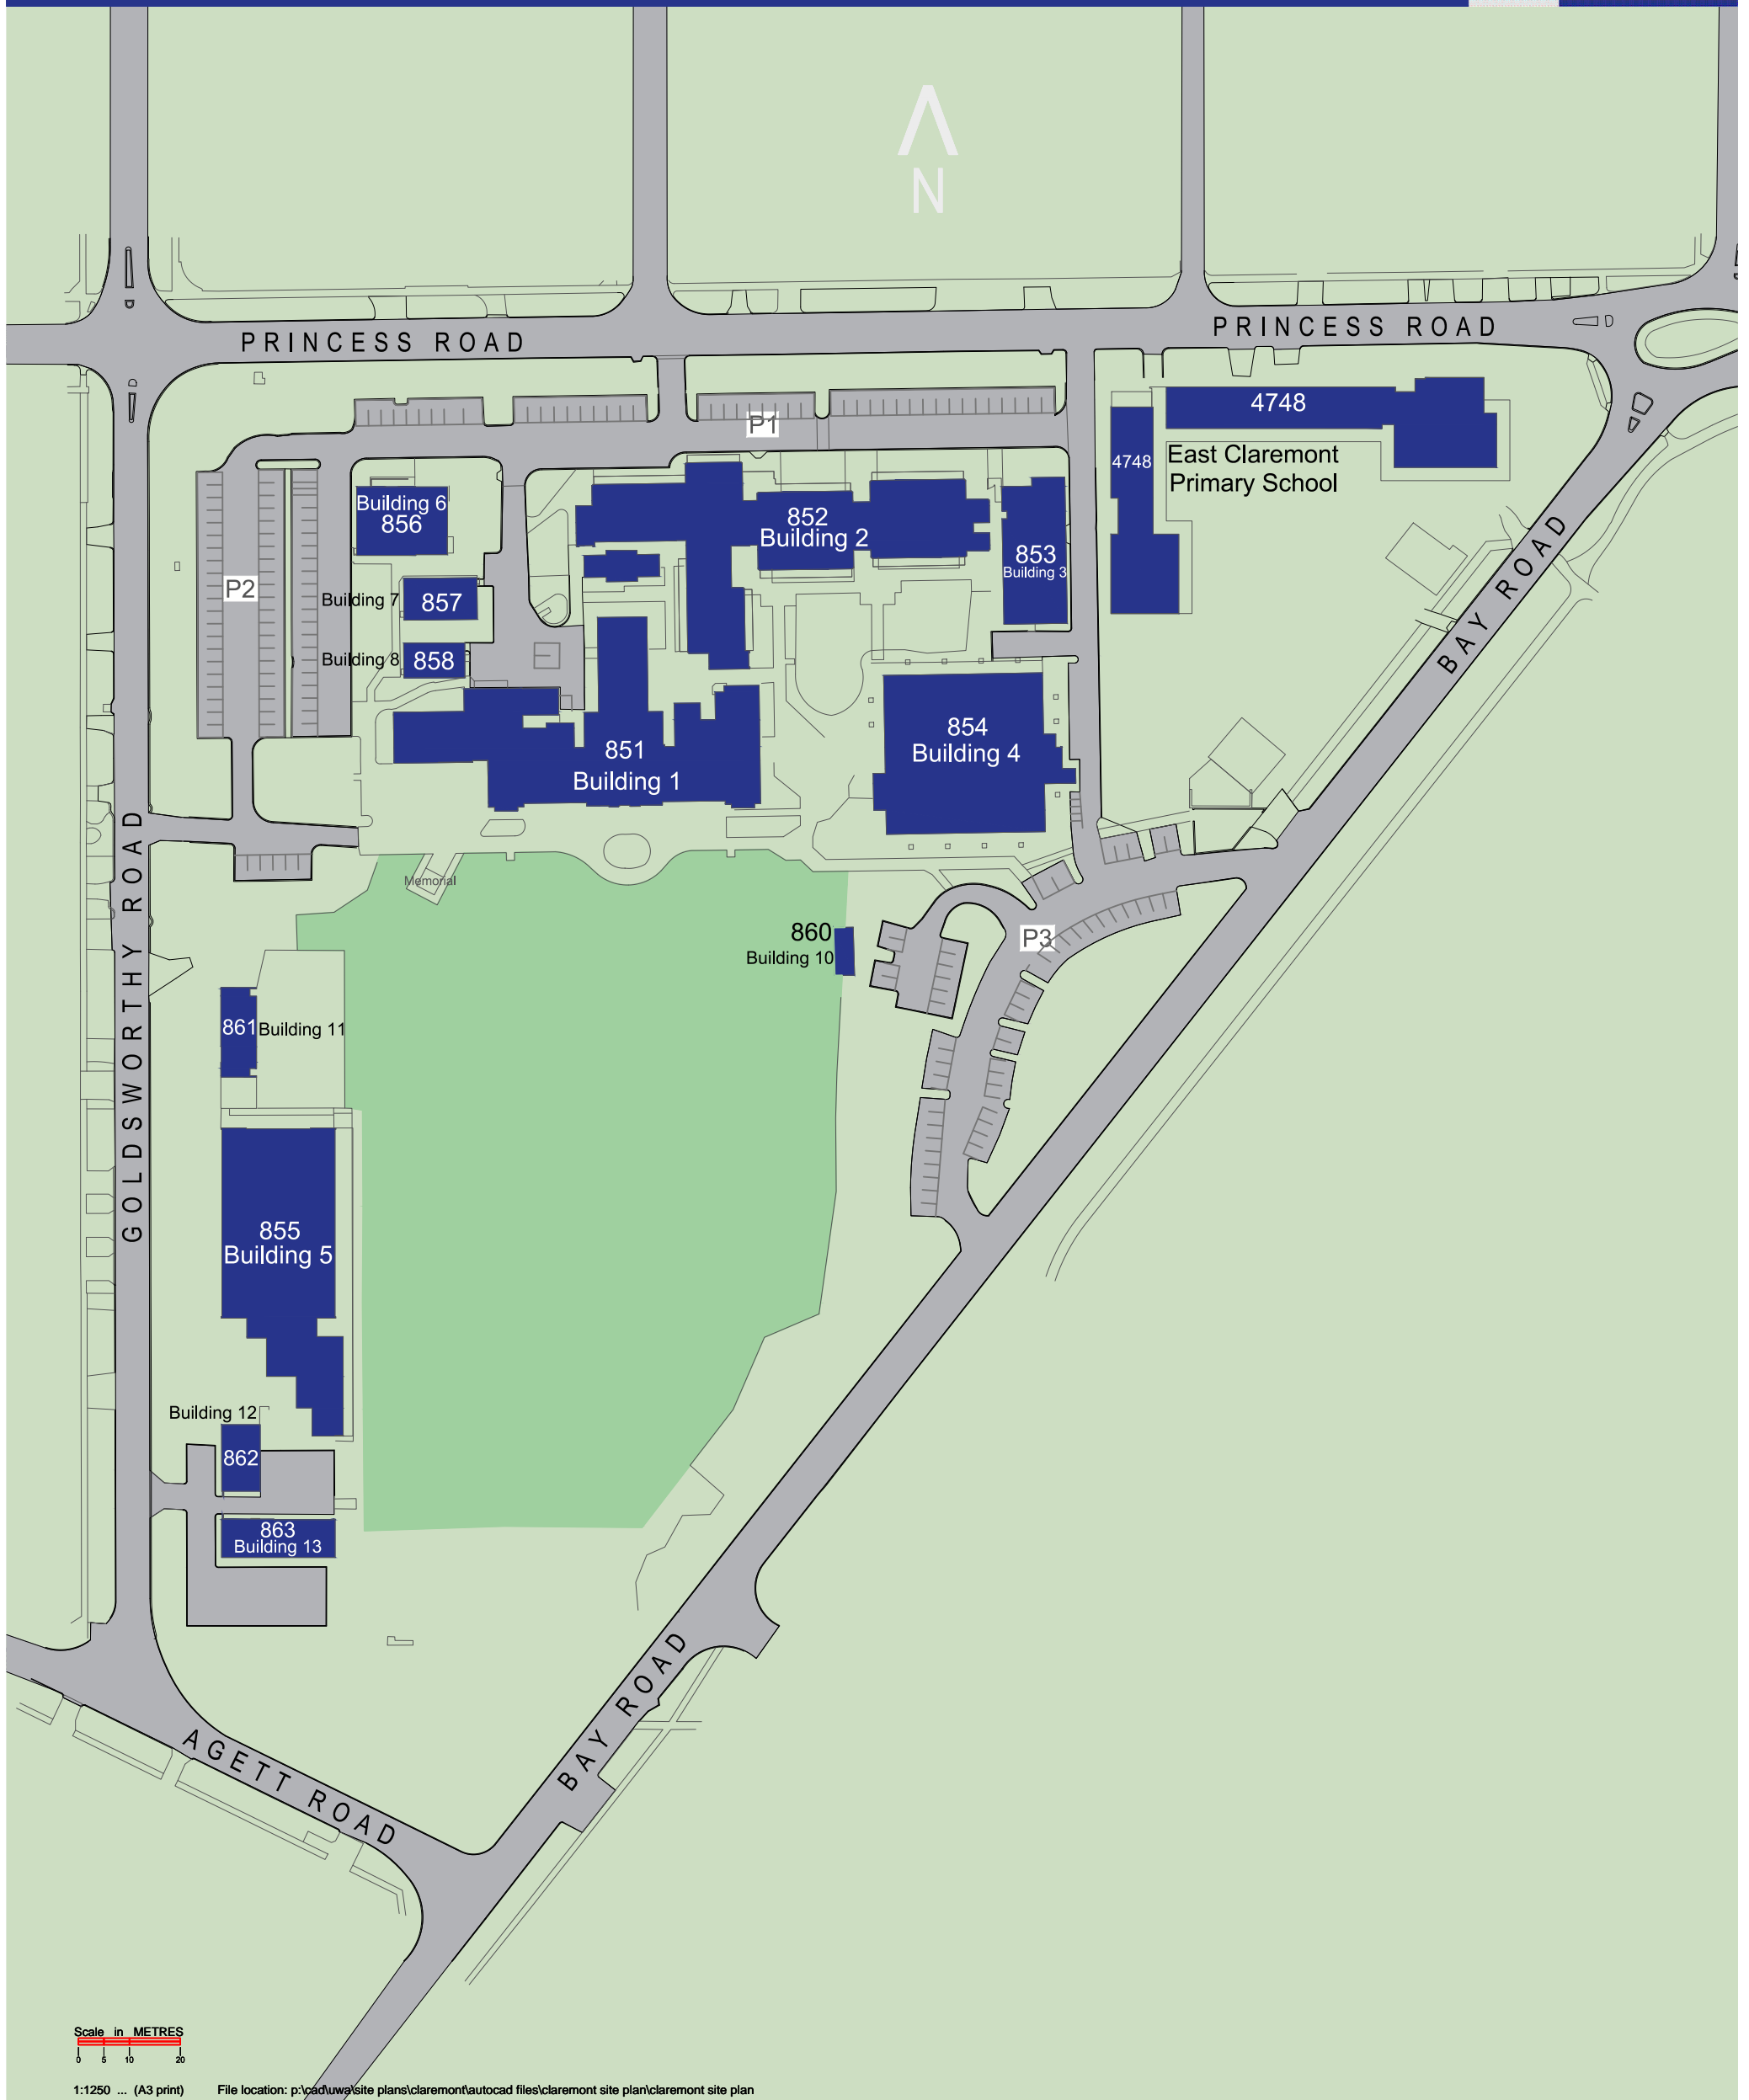 N
PRINCESS ROAD
PRINCESS ROAD
P1
4748
4748
East Claremont
Primary School
Building 6
856
852
Building 2
853
Building 3
P2
Building 7
857
Building 8
858
BAY ROAD
851
Building 1
854
Building 4
GOLDSWORTHY ROAD
Memorial
860
Building 10
P3
861
Building 11
855
Building 5
Building 12
862
863
Building 13
AGETT ROAD
BAY ROAD
Scale in METRES
0 5 10 20
1:1250 ... (A3 print) File location: p:\cad\uwa\site plans\claremont\autocad files\claremont site plan\claremont site plan